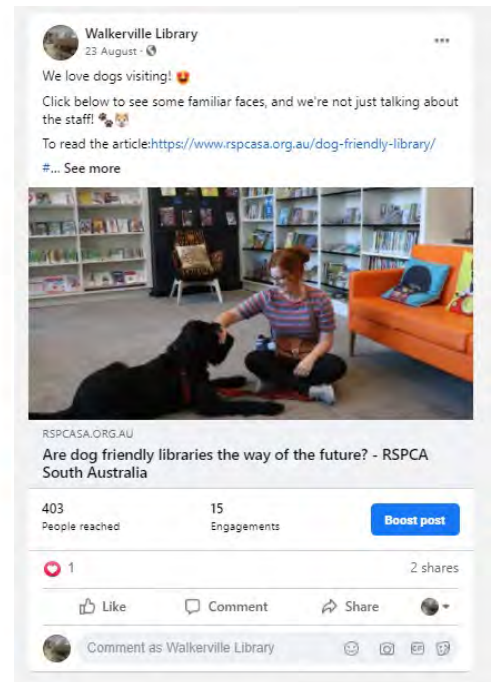 Walkerville Library
23 August ·
We love dogs visiting! 😍
Click below to see some familiar faces, and we're not just talking about
the staff! 🐾🐕
To read the article:https://www.rspcasa.org.au/dog-friendly-library/
#... See more
RSPCASA.ORG.AU
Are dog friendly libraries the way of the future? - RSPCA
South Australia
403
People reached
15
Engagements
Boost post
1
2 shares
Like
Comment
Share
Comment as Walkerville Library
GIF